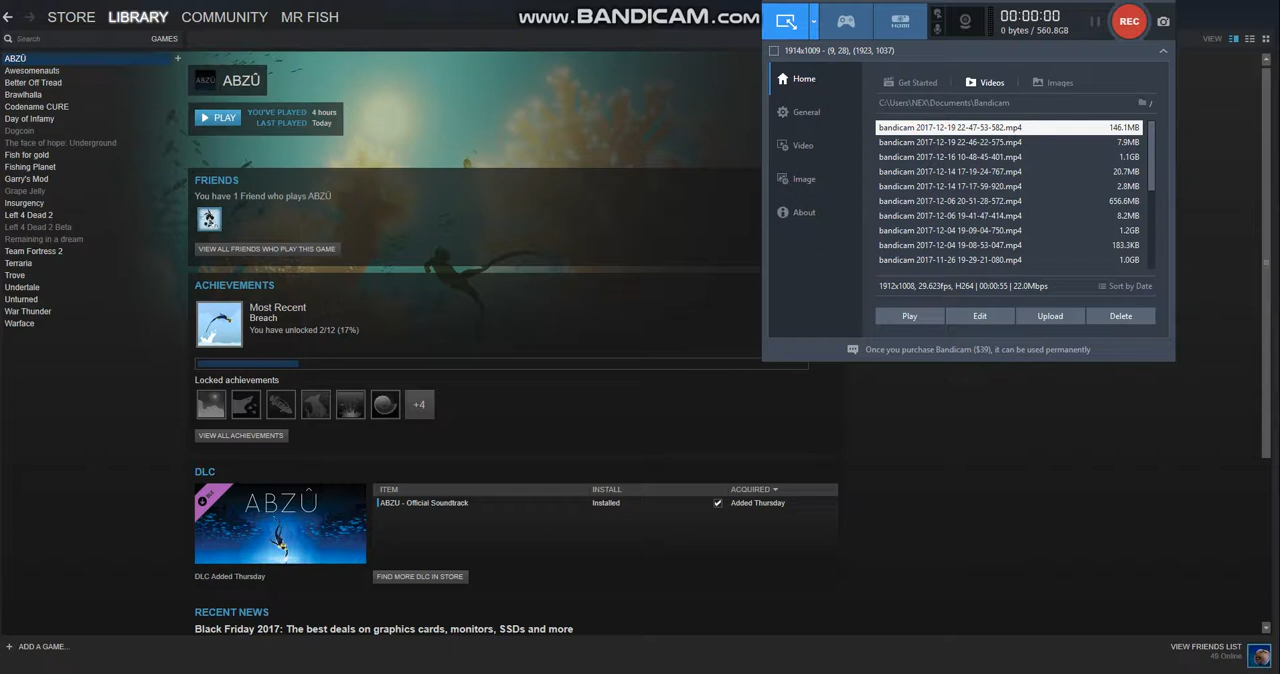 STORE LIBRARY COMMUNITY MR FISH
www.BANDICAM.com
Search GAMES
ABZÛ
Awesomenauts
Better Off Tread
Brawlhalla
Codename CURE
Day of Infamy
Dogcoin
The face of hope: Underground
Fish for gold
Fishing Planet
Garry's Mod
Grape Jelly
Insurgency
Left 4 Dead 2
Left 4 Dead 2 Beta
Remaining in a dream
Team Fortress 2
Terraria
Trove
Undertale
Unturned
War Thunder
Warface
+ ADD A GAME...
ABZÛ ABZÛ
PLAY
YOU'VE PLAYED 4 hours
LAST PLAYED Today
FRIENDS
You have 1 Friend who plays ABZÛ
VIEW ALL FRIENDS WHO PLAY THIS GAME
ACHIEVEMENTS
Most Recent
Breach
You have unlocked 2/12 (17%)
Locked achievements
+4
VIEW ALL ACHIEVEMENTS
DLC
ABZÛ
DLC Added Thursday
ITEM INSTALL ACQUIRED
ABZU - Official Soundtrack Installed Added Thursday
FIND MORE DLC IN STORE
RECENT NEWS
Black Friday 2017: The best deals on graphics cards, monitors, SSDs and more
HDMI
00:00:00
0 bytes / 560.8GB
REC
1914x1009 - (9, 28), (1923, 1037)
Home
General
Video
Image
About
Get Started Videos Images
C:\Users\NEX\Documents\Bandicam
bandicam 2017-12-19 22-47-53-582.mp4 146.1MB
bandicam 2017-12-19 22-46-22-575.mp4 7.9MB
bandicam 2017-12-16 10-48-45-401.mp4 1.1GB
bandicam 2017-12-14 17-19-24-767.mp4 20.7MB
bandicam 2017-12-14 17-17-59-920.mp4 2.8MB
bandicam 2017-12-06 20-51-28-572.mp4 656.6MB
bandicam 2017-12-06 19-41-47-414.mp4 8.2MB
bandicam 2017-12-04 19-09-04-750.mp4 1.2GB
bandicam 2017-12-04 19-08-53-047.mp4 183.3KB
bandicam 2017-11-26 19-29-21-080.mp4 1.0GB
1912x1008, 29.623fps, H264 | 00:00:55 | 22.0Mbps Sort by Date
Play Edit Upload Delete
Once you purchase Bandicam ($39), it can be used permanently
VIEW
VIEW FRIENDS LIST
49 Online